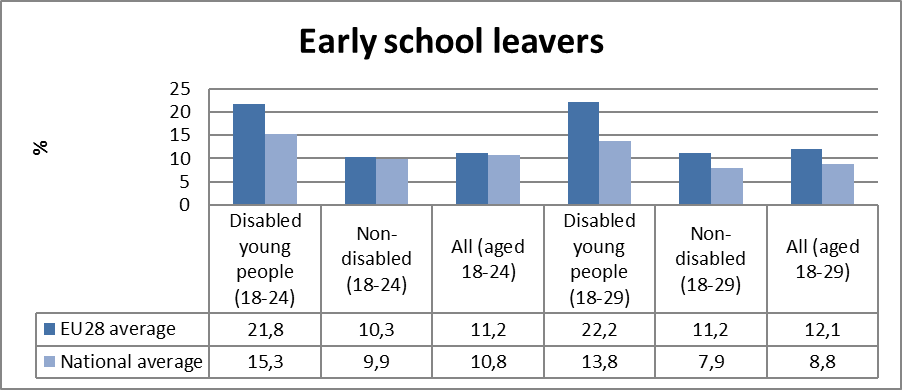 Early school leavers
%
25
20
15
10
5
0
Disabled young people (18-24) Non-disabled (18-24) All (aged 18-24) Disabled young people (18-29) Non-disabled (18-29) All (aged 18-29)
EU28 average 21,8 10,3 11,2 22,2 11,2 12,1
National average 15,3 9,9 10,8 13,8 7,9 8,8